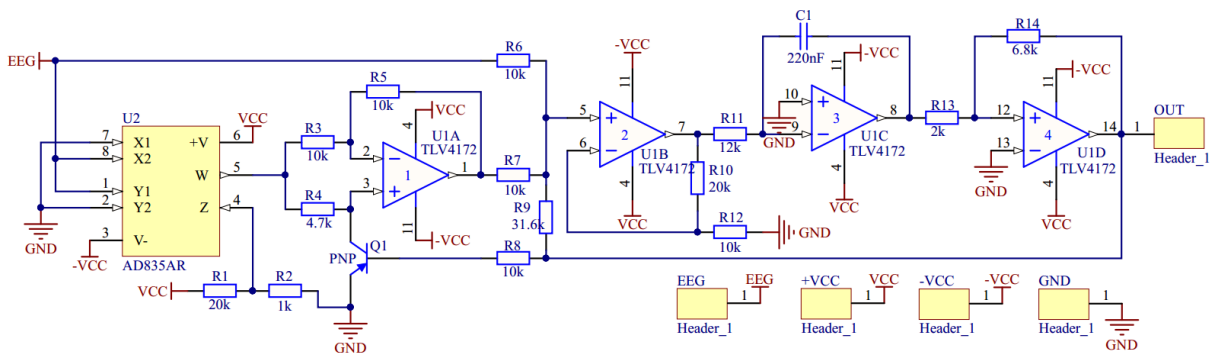 EEG
U2
7
8
1
2
3
X1
X2
Y1
Y2
V-
+V
W
Z
6
5
4
VCC
GND
-VCC
AD835AR
VCC
R1
20k
R2
1k
GND
R3
10k
R4
4.7k
R5
10k
2
3
1
1
4
11
VCC
U1A
TLV4172
-VCC
PNP
Q1
R6
10k
R7
10k
R9
31.6k
R8
10k
-VCC
11
5
6
2
7
4
U1B
TLV4172
VCC
R11
12k
R10
20k
R12
10k
GND
C1
220nF
10
9
GND
3
8
11
-VCC
4
U1C
TLV4172
VCC
R13
2k
R14
6.8k
12
13
GND
4
14
11
-VCC
4
U1D
TLV4172
VCC
OUT
1
Header_1
EEG
1
EEG
Header_1
+VCC
1
VCC
Header_1
-VCC
1
-VCC
Header_1
GND
1
Header_1
GND